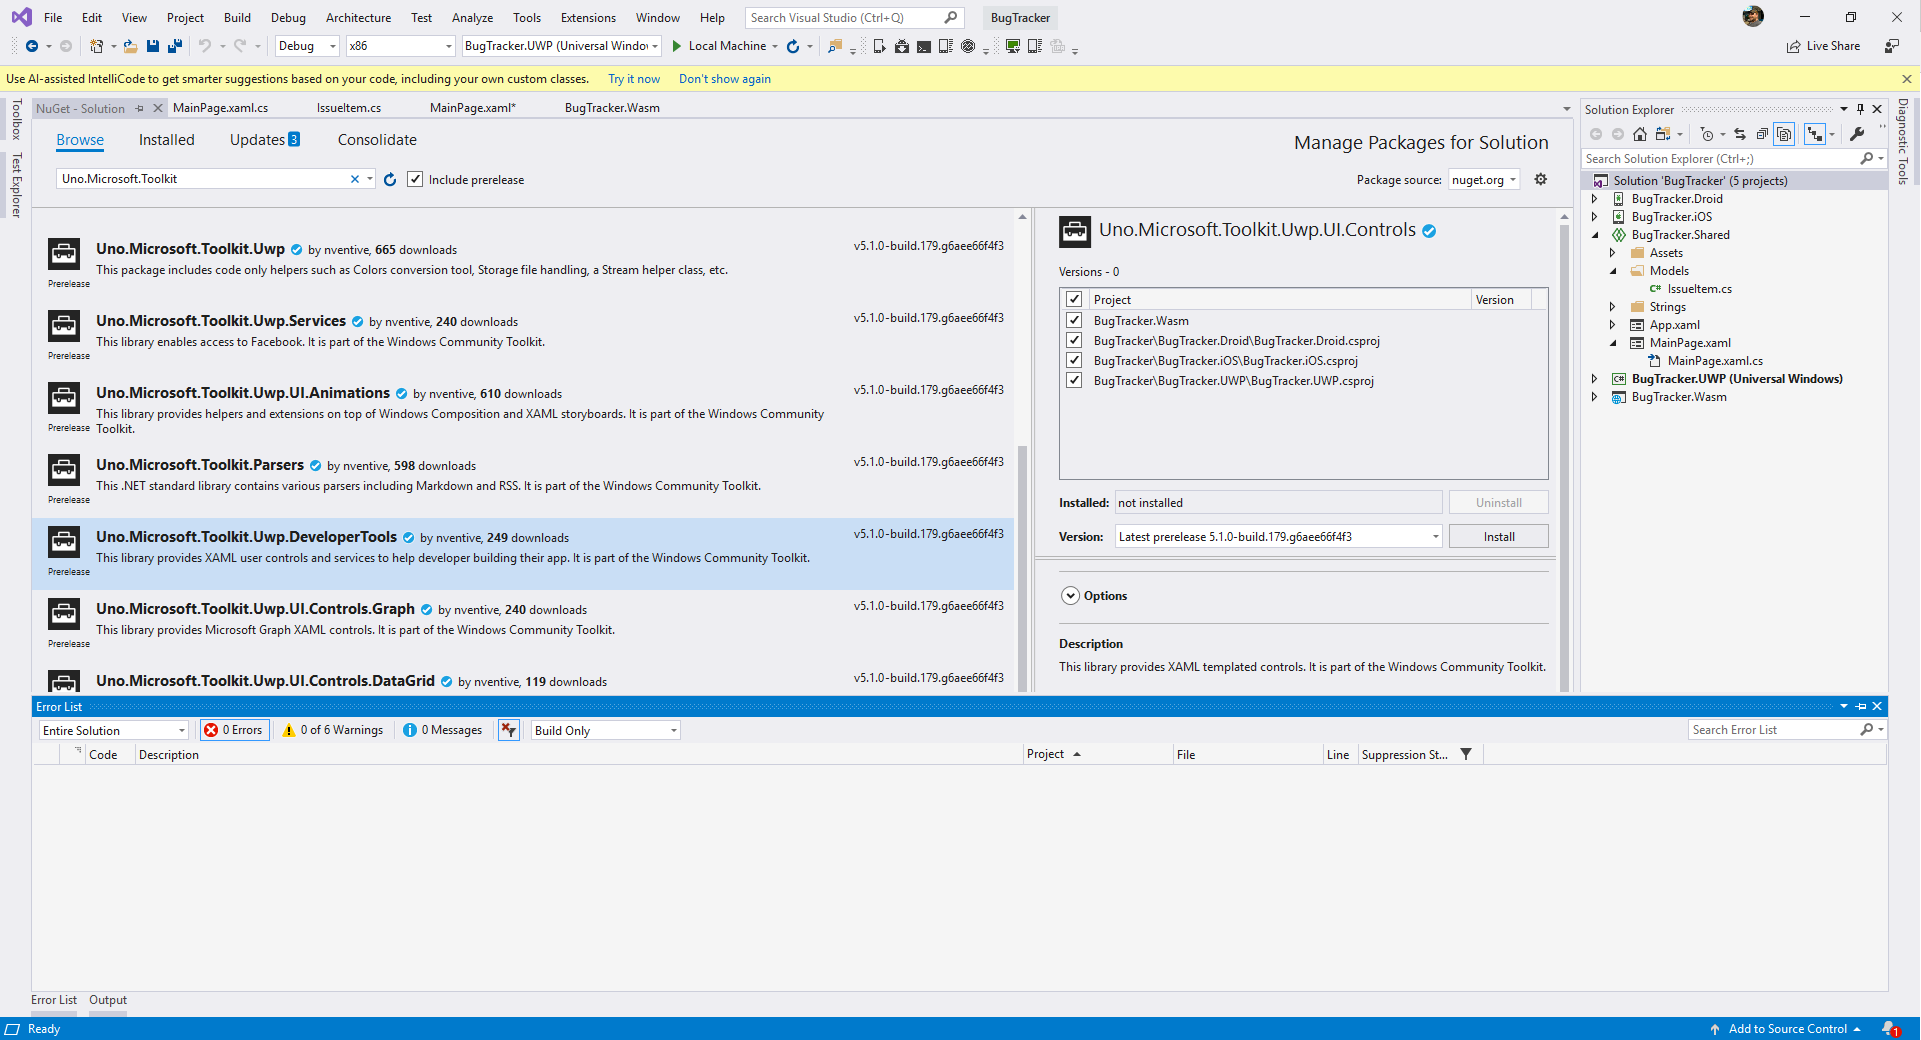 File Edit View Project Build Debug Architecture Test Analyze Tools Extensions Window Help Search Visual Studio (Ctrl+Q) BugTracker
Debug x86 BugTracker.UWP (Universal Windov Local Machine Live Share
Use AI-assisted IntelliCode to get smarter suggestions based on your code, including your own custom classes. Try it now Don't show again
Toolbox
Test Explorer
NuGet - Solution MainPage.xaml.cs IssueItem.cs MainPage.xaml* BugTracker.Wasm
Browse Installed Updates 3 Consolidate
Manage Packages for Solution
Uno.Microsoft.Toolkit Include prerelease
Package source: nuget.org
Uno.Microsoft.Toolkit.Uwp by nventive, 665 downloads v5.1.0-build.179.g6aee66f4f3
This package includes code only helpers such as Colors conversion tool, Storage file handling, a Stream helper class, etc.
Prerelease
Uno.Microsoft.Toolkit.Uwp.Services by nventive, 240 downloads v5.1.0-build.179.g6aee66f4f3
This library enables access to Facebook. It is part of the Windows Community Toolkit.
Prerelease
Uno.Microsoft.Toolkit.Uwp.UI.Animations by nventive, 610 downloads v5.1.0-build.179.g6aee66f4f3
This library provides helpers and extensions on top of Windows Composition and XAML storyboards. It is part of the Windows Community
Toolkit.
Prerelease
Uno.Microsoft.Toolkit.Parsers by nventive, 598 downloads v5.1.0-build.179.g6aee66f4f3
This .NET standard library contains various parsers including Markdown and RSS. It is part of the Windows Community Toolkit.
Prerelease
Uno.Microsoft.Toolkit.Uwp.DeveloperTools by nventive, 249 downloads v5.1.0-build.179.g6aee66f4f3
This library provides XAML user controls and services to help developer building their app. It is part of the Windows Community Toolkit.
Prerelease
Uno.Microsoft.Toolkit.Uwp.UI.Controls.Graph by nventive, 240 downloads v5.1.0-build.179.g6aee66f4f3
This library provides Microsoft Graph XAML controls. It is part of the Windows Community Toolkit.
Prerelease
Uno.Microsoft.Toolkit.Uwp.UI.Controls.DataGrid by nventive, 119 downloads v5.1.0-build.179.g6aee66f4f3
Uno.Microsoft.Toolkit.Uwp.UI.Controls
Versions - 0
Project Version
BugTracker.Wasm
BugTracker\BugTracker.Droid\BugTracker.Droid.csproj
BugTracker\BugTracker.iOS\BugTracker.iOS.csproj
BugTracker\BugTracker.UWP\BugTracker.UWP.csproj
Installed: not installed Uninstall
Version: Latest prerelease 5.1.0-build.179.g6aee66f4f3 Install
Options
Description
This library provides XAML templated controls. It is part of the Windows Community Toolkit.
Solution Explorer
Search Solution Explorer (Ctrl+;)
Solution 'BugTracker' (5 projects)
BugTracker.Droid
BugTracker.iOS
BugTracker.Shared
Assets
Models
C# IssueItem.cs
Strings
App.xaml
MainPage.xaml
MainPage.xaml.cs
C# BugTracker.UWP (Universal Windows)
BugTracker.Wasm
Diagnostic Tools
Error List
Entire Solution 0 Errors 0 of 6 Warnings 0 Messages Build Only Search Error List
Code Description Project File Line Suppression St...
Error List Output
Ready Add to Source Control 1